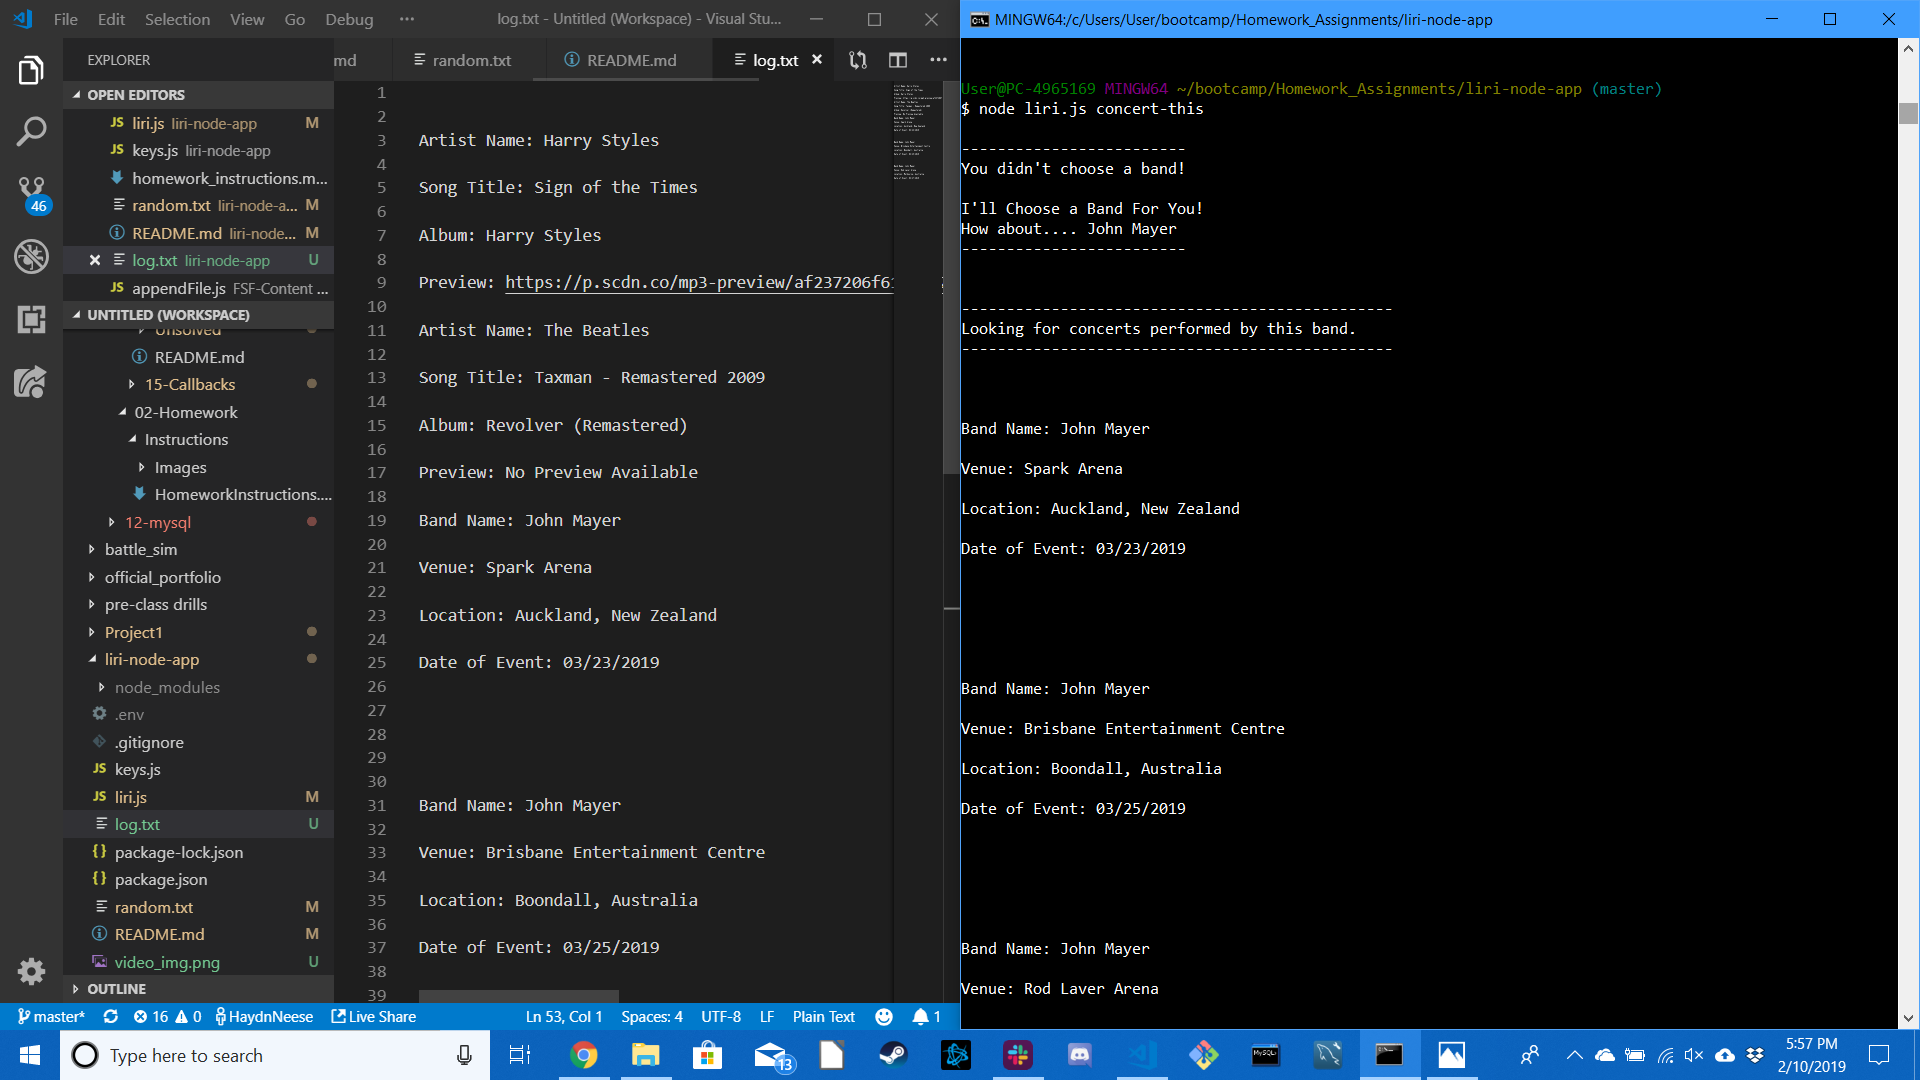 File Edit Selection View Go Debug ··· log.txt - Untitled (Workspace) - Visual Stu...
EXPLORER
OPEN EDITORS
JS liri.js liri-node-app M
JS keys.js liri-node-app
homework_instructions.m...
random.txt liri-node-a... M
README.md liri-node... M
log.txt liri-node-app U
JS appendFile.js FSF-Content ...
UNTITLED (WORKSPACE)
Unsolved
README.md
15-Callbacks
02-Homework
Instructions
Images
HomeworkInstructions....
12-mysql
battle_sim
official_portfolio
pre-class drills
Project1
liri-node-app
node_modules
.env
.gitignore
JS keys.js
JS liri.js M
log.txt U
{} package-lock.json
{} package.json
random.txt M
README.md M
video_img.png U
OUTLINE
46
md random.txt README.md log.txt
1
2
3 Artist Name: Harry Styles
4
5 Song Title: Sign of the Times
6
7 Album: Harry Styles
8
9 Preview: https://p.scdn.co/mp3-preview/af237206f6
10
11 Artist Name: The Beatles
12
13 Song Title: Taxman - Remastered 2009
14
15 Album: Revolver (Remastered)
16
17 Preview: No Preview Available
18
19 Band Name: John Mayer
20
21 Venue: Spark Arena
22
23 Location: Auckland, New Zealand
24
25 Date of Event: 03/23/2019
26
27
28
29
30
31 Band Name: John Mayer
32
33 Venue: Brisbane Entertainment Centre
34
35 Location: Boondall, Australia
36
37 Date of Event: 03/25/2019
38
39
master* 16 0 HaydnNeese Live Share Ln 53, Col 1 Spaces: 4 UTF-8 LF Plain Text 1
MINGW64:/c/Users/User/bootcamp/Homework_Assignments/liri-node-app
User@PC-4965169 MINGW64 ~/bootcamp/Homework_Assignments/liri-node-app (master)
$ node liri.js concert-this
-------------------------
You didn't choose a band!
I'll Choose a Band For You!
How about.... John Mayer
-------------------------
------------------------------------------------
Looking for concerts performed by this band.
------------------------------------------------
Band Name: John Mayer
Venue: Spark Arena
Location: Auckland, New Zealand
Date of Event: 03/23/2019
Band Name: John Mayer
Venue: Brisbane Entertainment Centre
Location: Boondall, Australia
Date of Event: 03/25/2019
Band Name: John Mayer
Venue: Rod Laver Arena
Type here to search
13
MySQL
5:57 PM
2/10/2019